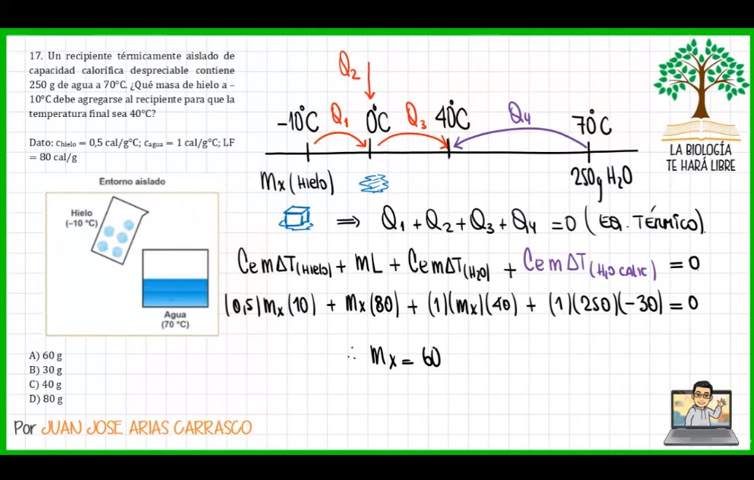 17. Un recipiente térmicamente aislado de
capacidad calorífica despreciable contiene
250 g de agua a 70°C. ¿Qué masa de hielo a –
10°C debe agregarse al recipiente para que la
temperatura final sea 40°C?
Dato: cHielo = 0,5 cal/g°C; cAgua = 1 cal/g°C; LF
= 80 cal/g
Entorno aislado
Hielo
(–10 °C)
Agua
(70 °C)
A) 60 g
B) 30 g
C) 40 g
D) 80 g
Por JUAN JOSE ARIAS CARRASCO
Q2
-10°C Q1 0°C Q3 40°C Q4 70°C
mx (Hielo) 250g H2O
⇒ Q1 + Q2 + Q3 + Q4 = 0 (EQ. TÉRMICO).
CemΔT(Hielo) + mL + CemΔT(H2O) + CemΔT(H2O calie) = 0
(0,5)mx(10) + mx(80) + (1)(mx)(40) + (1)(250)(-30) = 0
∴ mx = 60
LA BIOLOGÍA
TE HARÁ LIBRE